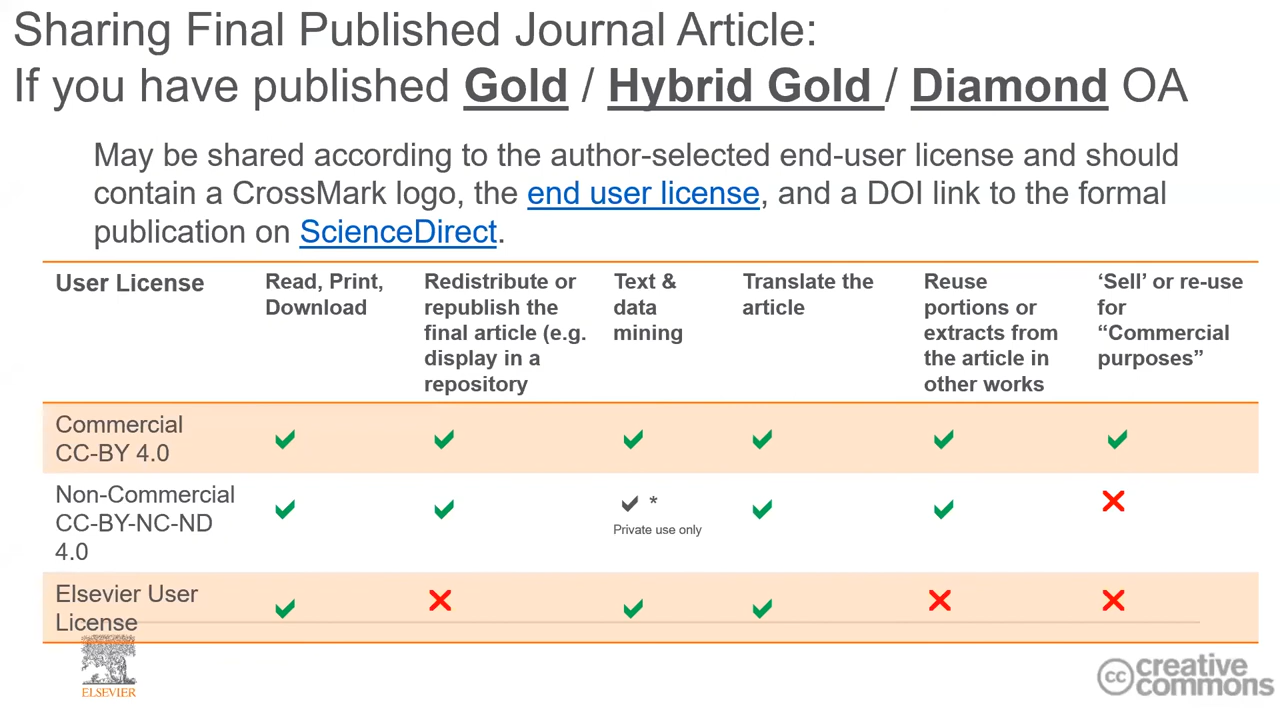 Sharing Final Published Journal Article:
If you have published Gold / Hybrid Gold / Diamond OA
May be shared according to the author-selected end-user license and should
contain a CrossMark logo, the end user license, and a DOI link to the formal
publication on ScienceDirect.
User License
Read, Print,
Download
Redistribute or
republish the
final article (e.g.
display in a
repository
Text &
data
mining
Translate the
article
Reuse
portions or
extracts from
the article in
other works
‘Sell’ or re-use
for
“Commercial
purposes”
Commercial
CC-BY 4.0
Non-Commercial
CC-BY-NC-ND
4.0
*
Private use only
Elsevier User
License
ELSEVIER
cc creative
commons